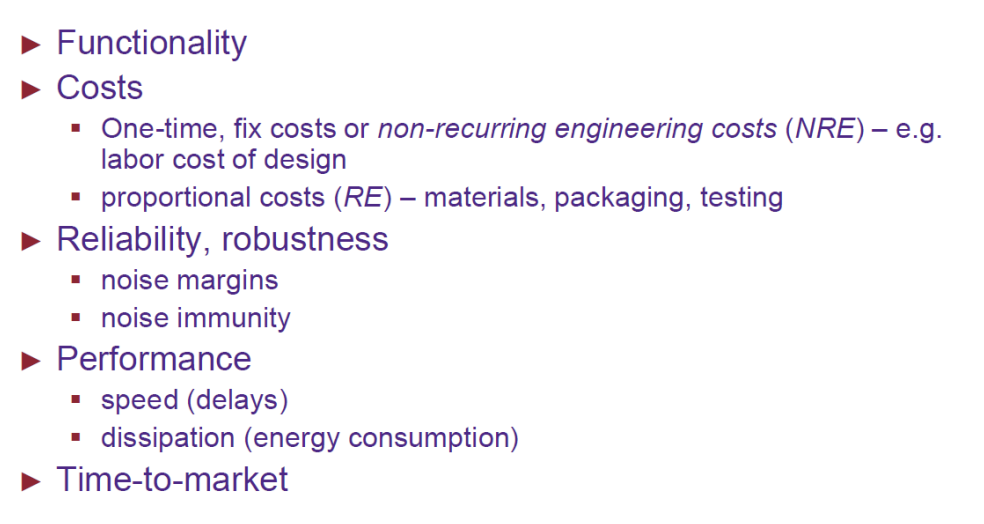 ► Functionality
► Costs
▪ One-time, fix costs or non-recurring engineering costs (NRE) – e.g.
labor cost of design
▪ proportional costs (RE) – materials, packaging, testing
► Reliability, robustness
▪ noise margins
▪ noise immunity
► Performance
▪ speed (delays)
▪ dissipation (energy consumption)
► Time-to-market